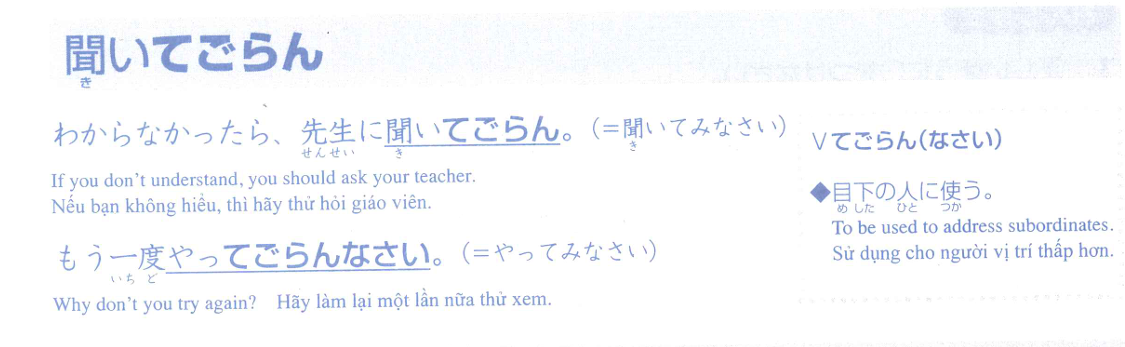 聞いてごらん
き
わからなかったら、先生に聞いてごらん。(=聞いてみなさい)
せんせい き き
If you don't understand, you should ask your teacher.
Nếu bạn không hiểu, thì hãy thử hỏi giáo viên.
もう一度やってごらんなさい。(=やってみなさい)
いちど
Why don't you try again? Hãy làm lại một lần nữa thử xem.
Vてごらん(なさい)
◆目下の人に使う。
めした ひと つか
To be used to address subordinates.
Sử dụng cho người vị trí thấp hơn.